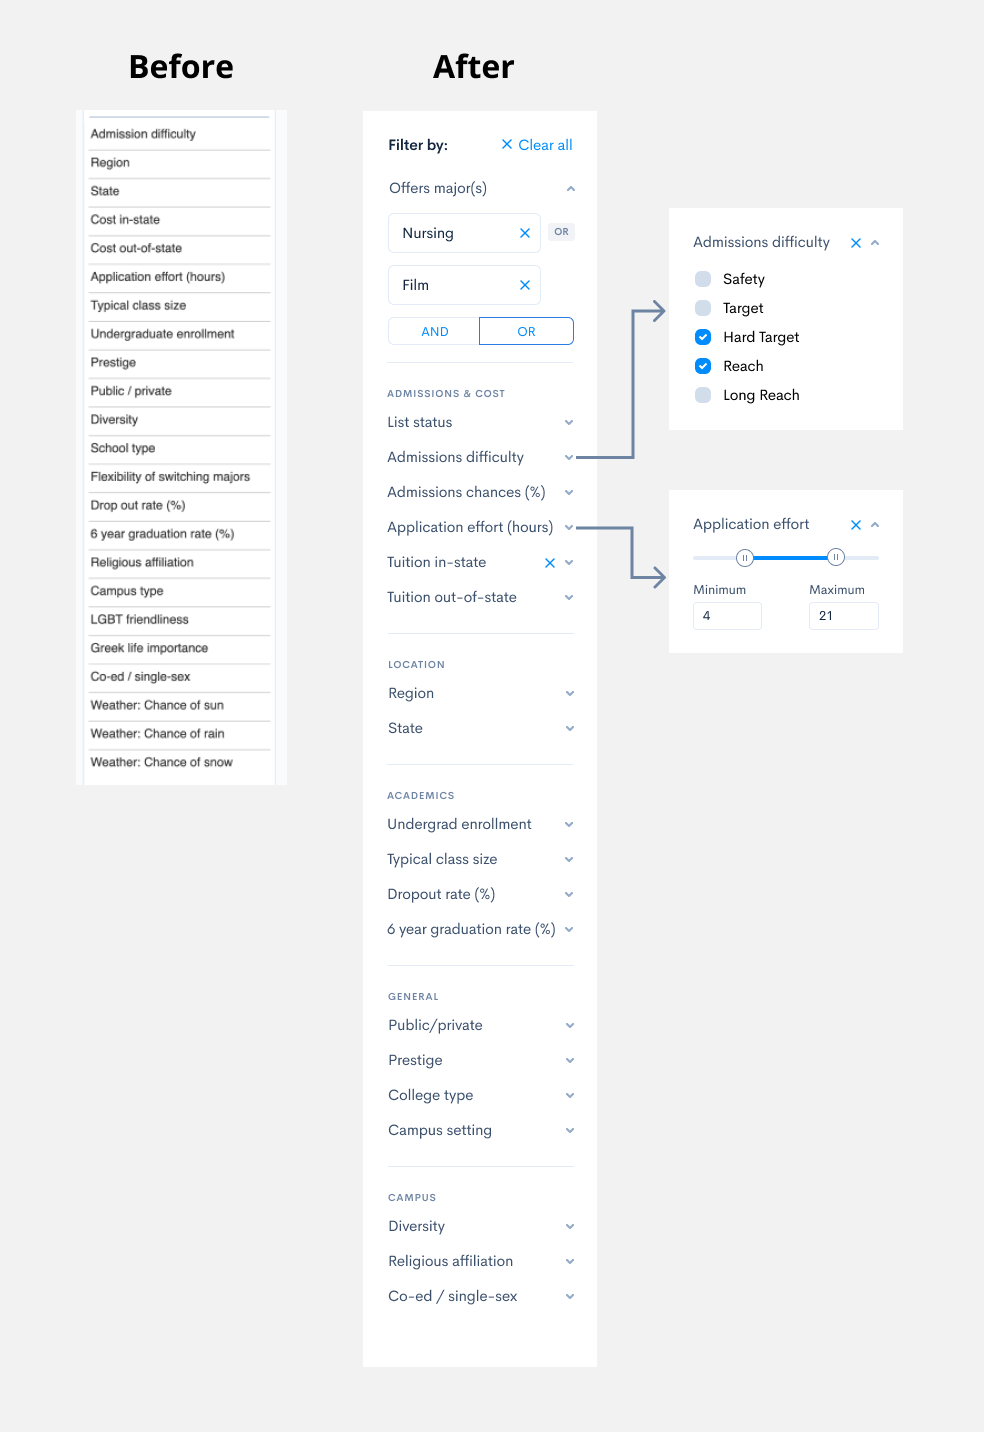 Before
Admission difficulty
Region
State
Cost in-state
Cost out-of-state
Application effort (hours)
Typical class size
Undergraduate enrollment
Prestige
Public / private
Diversity
School type
Flexibility of switching majors
Drop out rate (%)
6 year graduation rate (%)
Religious affiliation
Campus type
LGBT friendliness
Greek life importance
Co-ed / single-sex
Weather: Chance of sun
Weather: Chance of rain
Weather: Chance of snow
After
Filter by: Clear all
Offers major(s)
Nursing OR
Film
AND OR
ADMISSIONS & COST
List status
Admissions difficulty
Admissions chances (%)
Application effort (hours)
Tuition in-state
Tuition out-of-state
LOCATION
Region
State
ACADEMICS
Undergrad enrollment
Typical class size
Dropout rate (%)
6 year graduation rate (%)
GENERAL
Public/private
Prestige
College type
Campus setting
CAMPUS
Diversity
Religious affiliation
Co-ed / single-sex
Admissions difficulty
Safety
Target
Hard Target
Reach
Long Reach
Application effort
Minimum Maximum
4 21